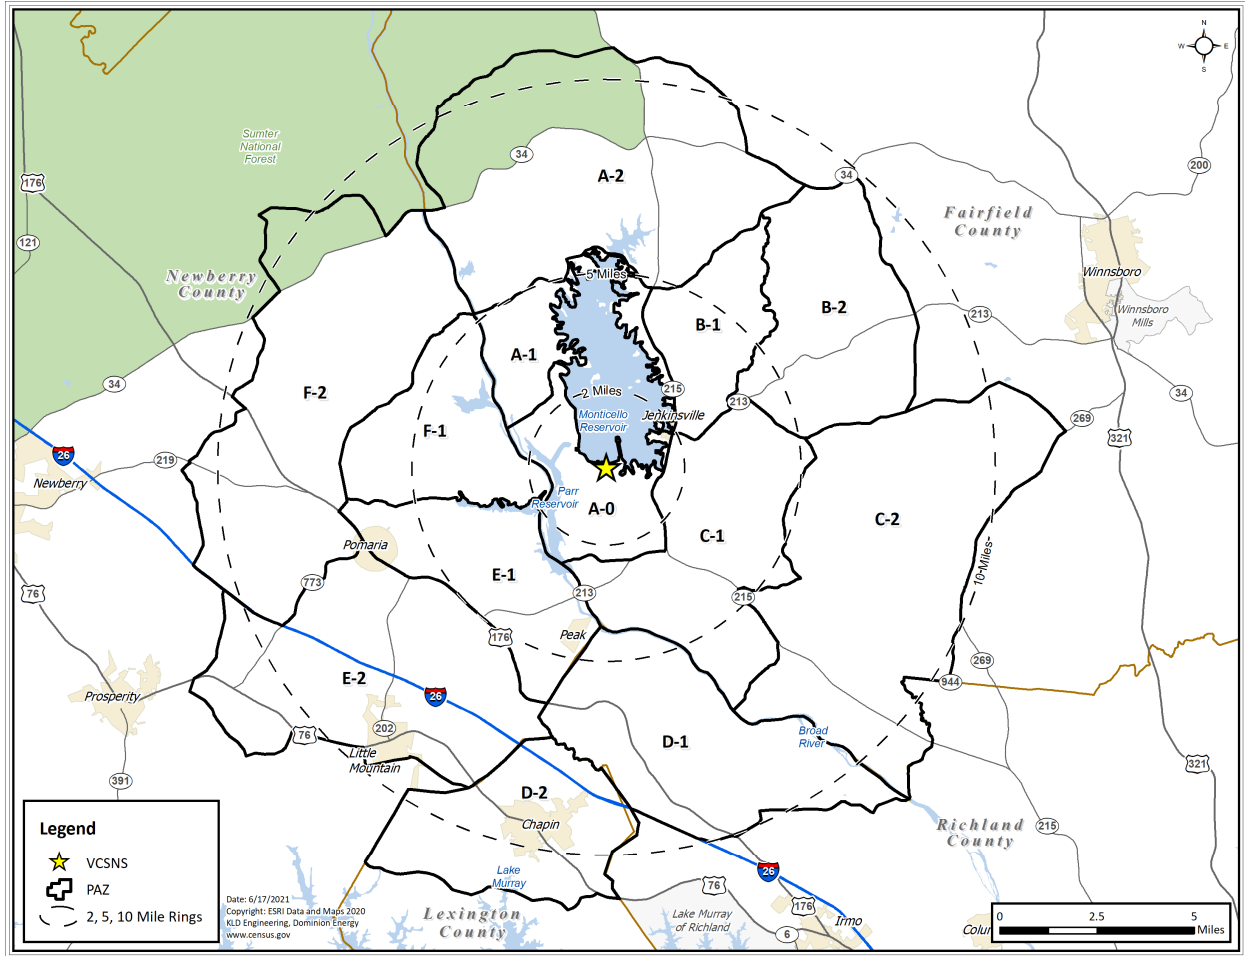 N
W E
S
Sumter
National
Forest
34
A-2
34
200
176
121
Fairfield
County
Newberry
County
Winnsboro
5 Miles
B-2
B-1
213
Winnsboro
Mills
A-1
34
F-2
2 Miles
215
213
34
Monticello
Reservoir
Jenkinsville
269
321
F-1
26
219
Newberry
Parr
Reservoir
A-0
C-2
C-1
Pomaria
10-Miles
E-1
773
76
213
215
176
Peak
269
E-2
944
Prosperity
26
202
76
Broad
River
D-1
Little
Mountain
321
391
D-2
Chapin
Richland
County
215
Legend
VCSNS
PAZ
2, 5, 10 Mile Rings
26
Lake
Murray
76
176
Date: 6/17/2021
Copyright: ESRI Data and Maps 2020
KLD Engineering, Dominion Energy
www.census.gov
Lexington
County
Lake Murray
of Richland
Irmo
6
Colu
0 2.5 5
Miles